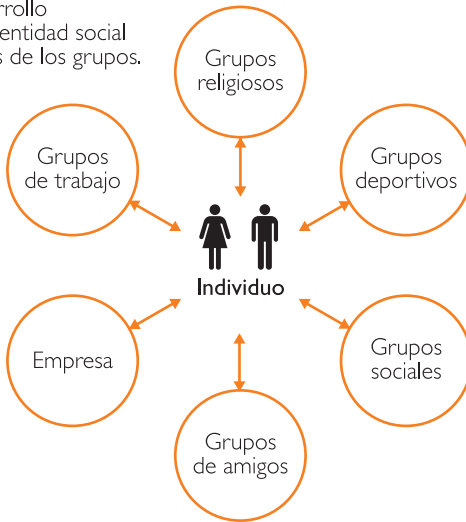 rrollo
entidad social
s de los grupos.
Grupos
religiosos
Grupos
de trabajo
Grupos
deportivos
Individuo
Empresa
Grupos
sociales
Grupos
de amigos